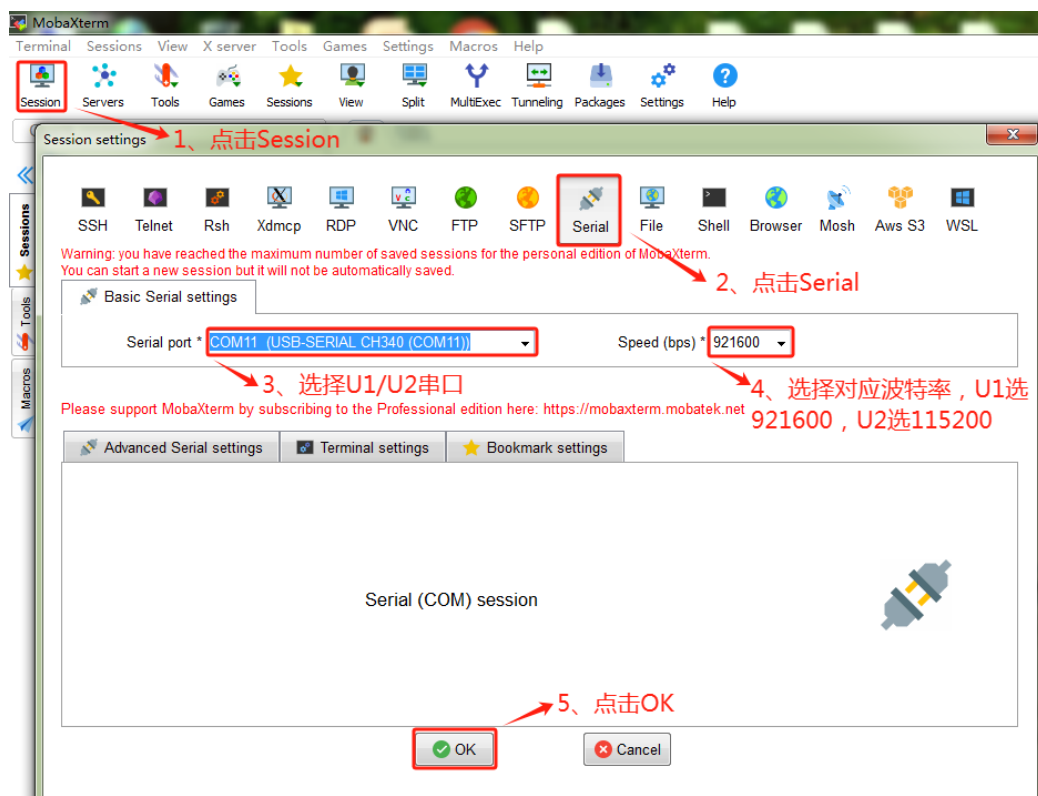 MobaXterm
Terminal Sessions View X server Tools Games Settings Macros Help
Session Servers Tools Games Sessions View Split MultiExec Tunneling Packages Settings Help
1、点击Session
Session settings
SSH Telnet Rsh Xdmcp RDP VNC FTP SFTP Serial File Shell Browser Mosh Aws S3 WSL
Warning: you have reached the maximum number of saved sessions for the personal edition of MobaXterm.
You can start a new session but it will not be automatically saved.
2、点击Serial
Sessions
Tools
Macros
Basic Serial settings
Serial port * COM11 (USB-SERIAL CH340 (COM11)) Speed (bps) * 921600
3、选择U1/U2串口
4、选择对应波特率，U1选
921600，U2选115200
Please support MobaXterm by subscribing to the Professional edition here: https://mobaxterm.mobatek.net
Advanced Serial settings Terminal settings Bookmark settings
Serial (COM) session
5、点击OK
OK Cancel